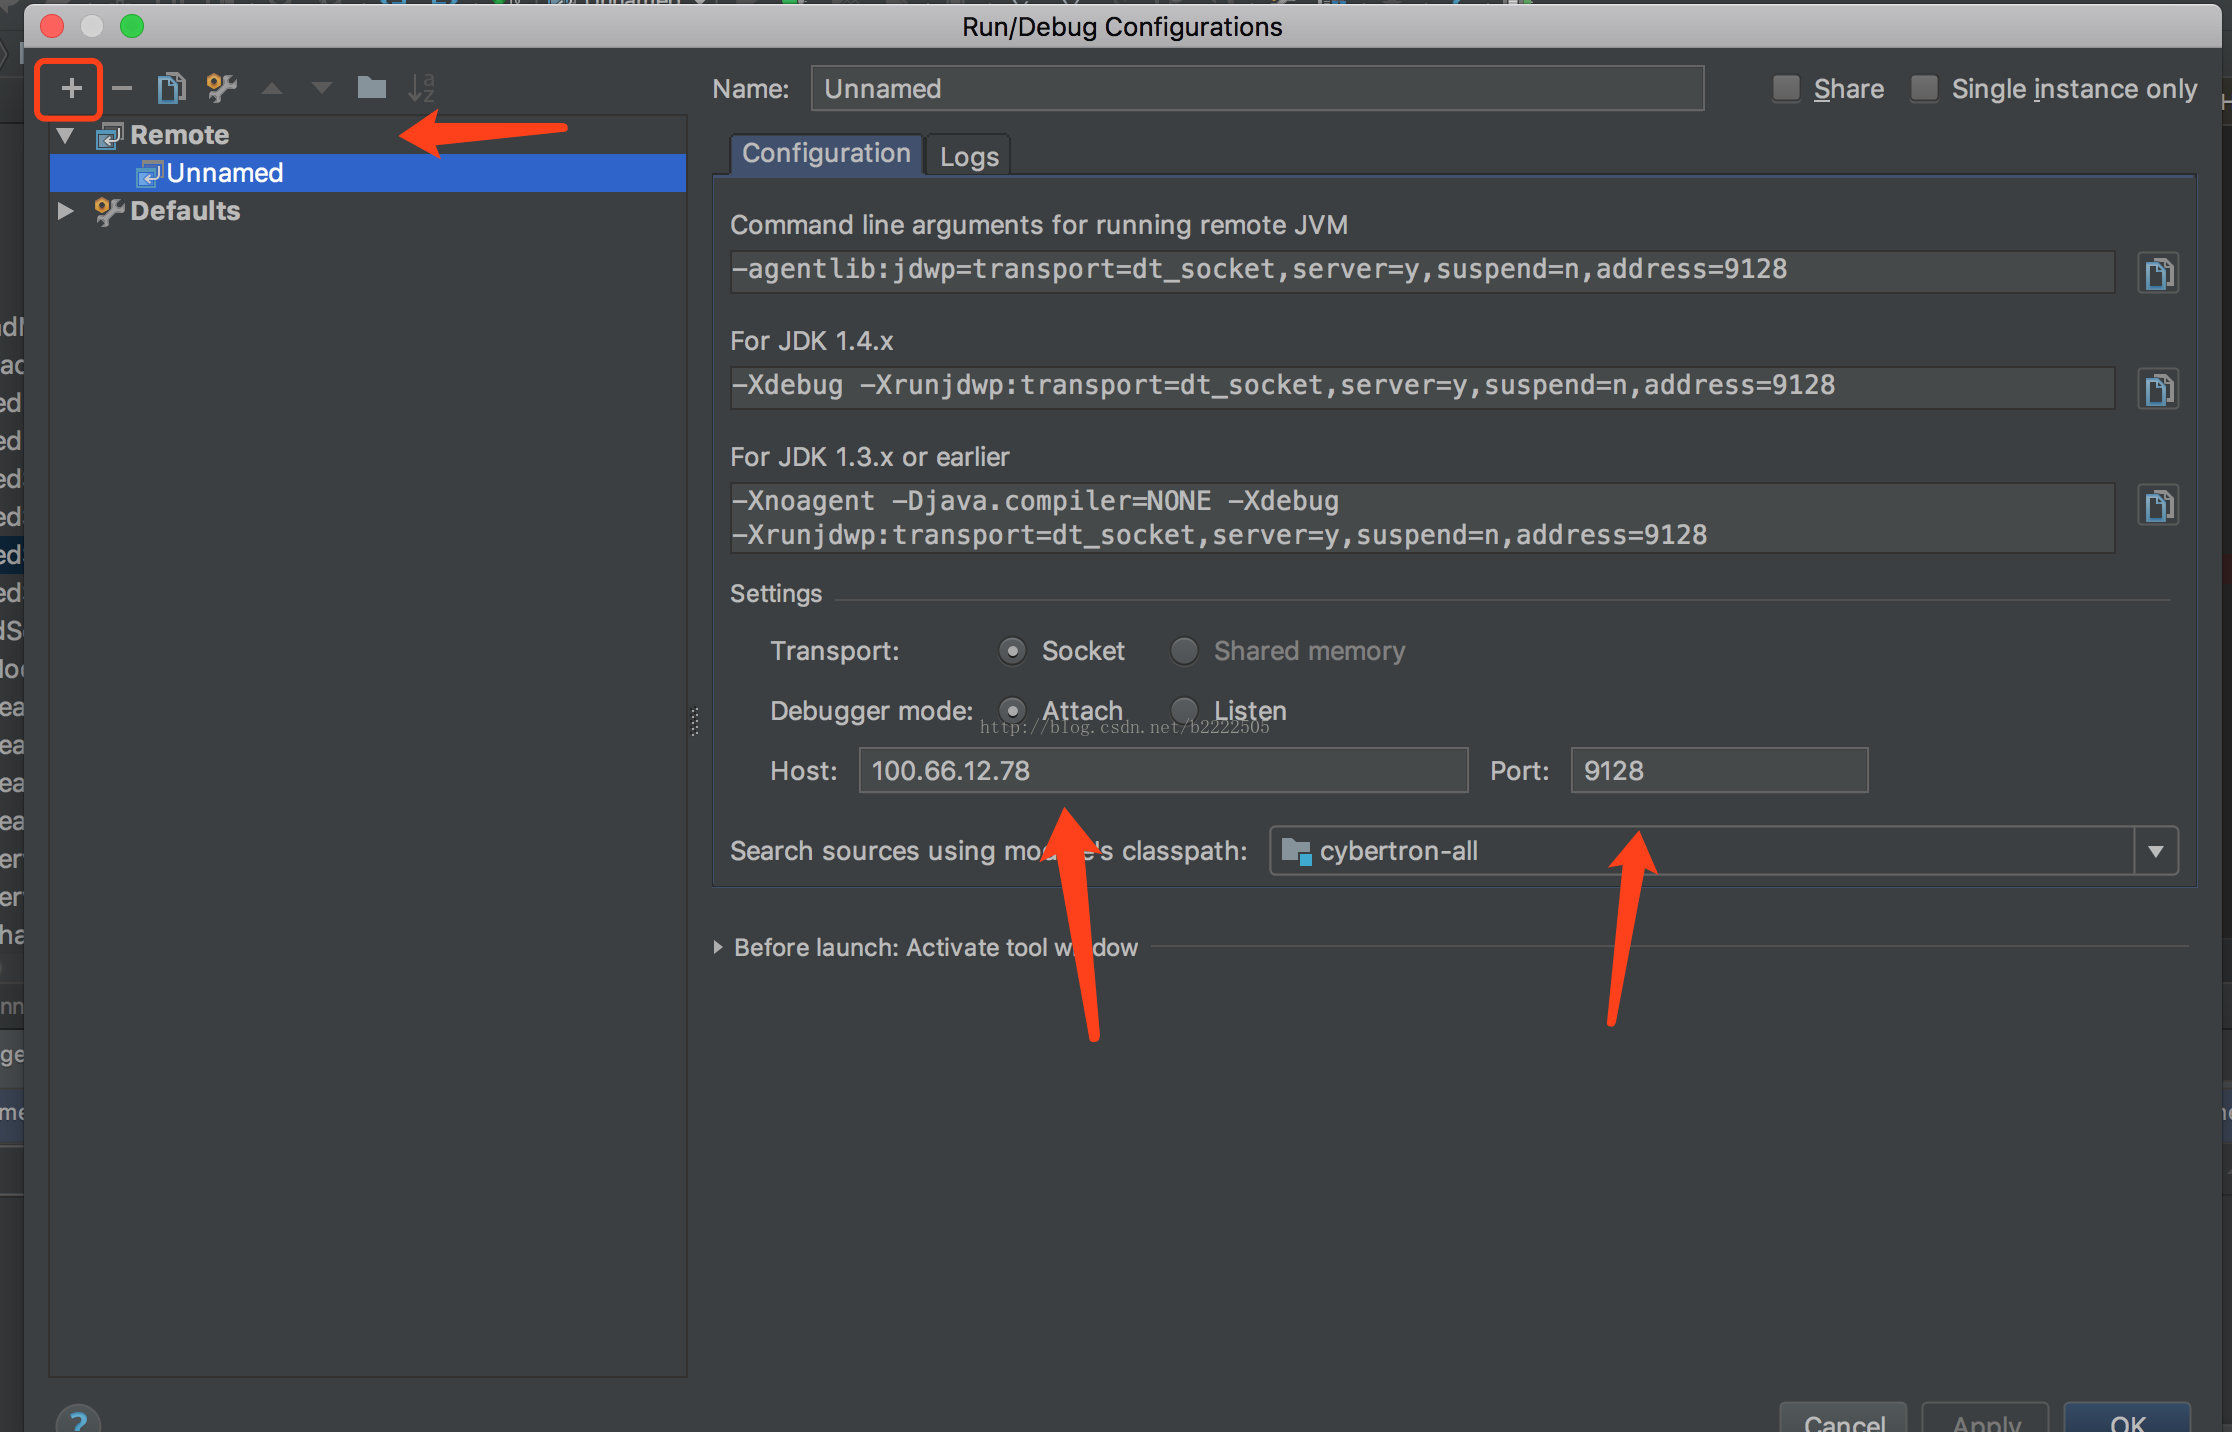 Run/Debug Configurations
Name: Unnamed Share Single instance only
Remote
Unnamed
Defaults
Configuration Logs
Command line arguments for running remote JVM
-agentlib:jdwp=transport=dt_socket,server=y,suspend=n,address=9128
For JDK 1.4.x
-Xdebug -Xrunjdwp:transport=dt_socket,server=y,suspend=n,address=9128
For JDK 1.3.x or earlier
-Xnoagent -Djava.compiler=NONE -Xdebug
-Xrunjdwp:transport=dt_socket,server=y,suspend=n,address=9128
Settings
Transport: Socket Shared memory
Debugger mode: Attach Listen
http://blog.csdn.net/b2222505
Host: 100.66.12.78 Port: 9128
Search sources using module's classpath: cybertron-all
Before launch: Activate tool window
? Cancel Apply OK